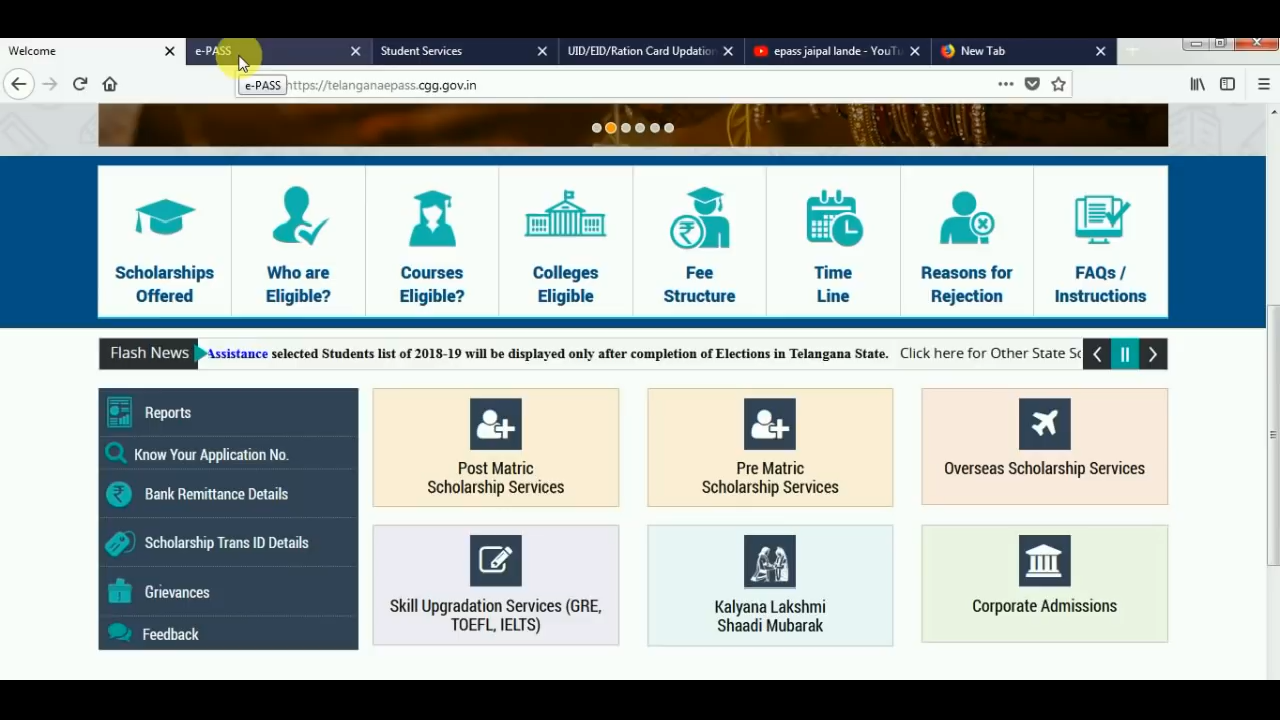 Welcome
e-PASS
Student Services
UID/EID/Ration Card Updation
epass jaipal lande - YouTu
New Tab
e-PASS
https://telanganaepass.cgg.gov.in
Scholarships
Offered
Who are
Eligible?
Courses
Eligible?
Colleges
Eligible
Fee
Structure
Time
Line
Reasons for
Rejection
FAQs /
Instructions
Flash News
Assistance selected Students list of 2018-19 will be displayed only after completion of Elections in Telangana State.
Click here for Other State
Reports
Know Your Application No.
Bank Remittance Details
Scholarship Trans ID Details
Grievances
Feedback
Post Matric
Scholarship Services
Pre Matric
Scholarship Services
Overseas Scholarship Services
Skill Upgradation Services (GRE,
TOEFL, IELTS)
Kalyana Lakshmi
Shaadi Mubarak
Corporate Admissions